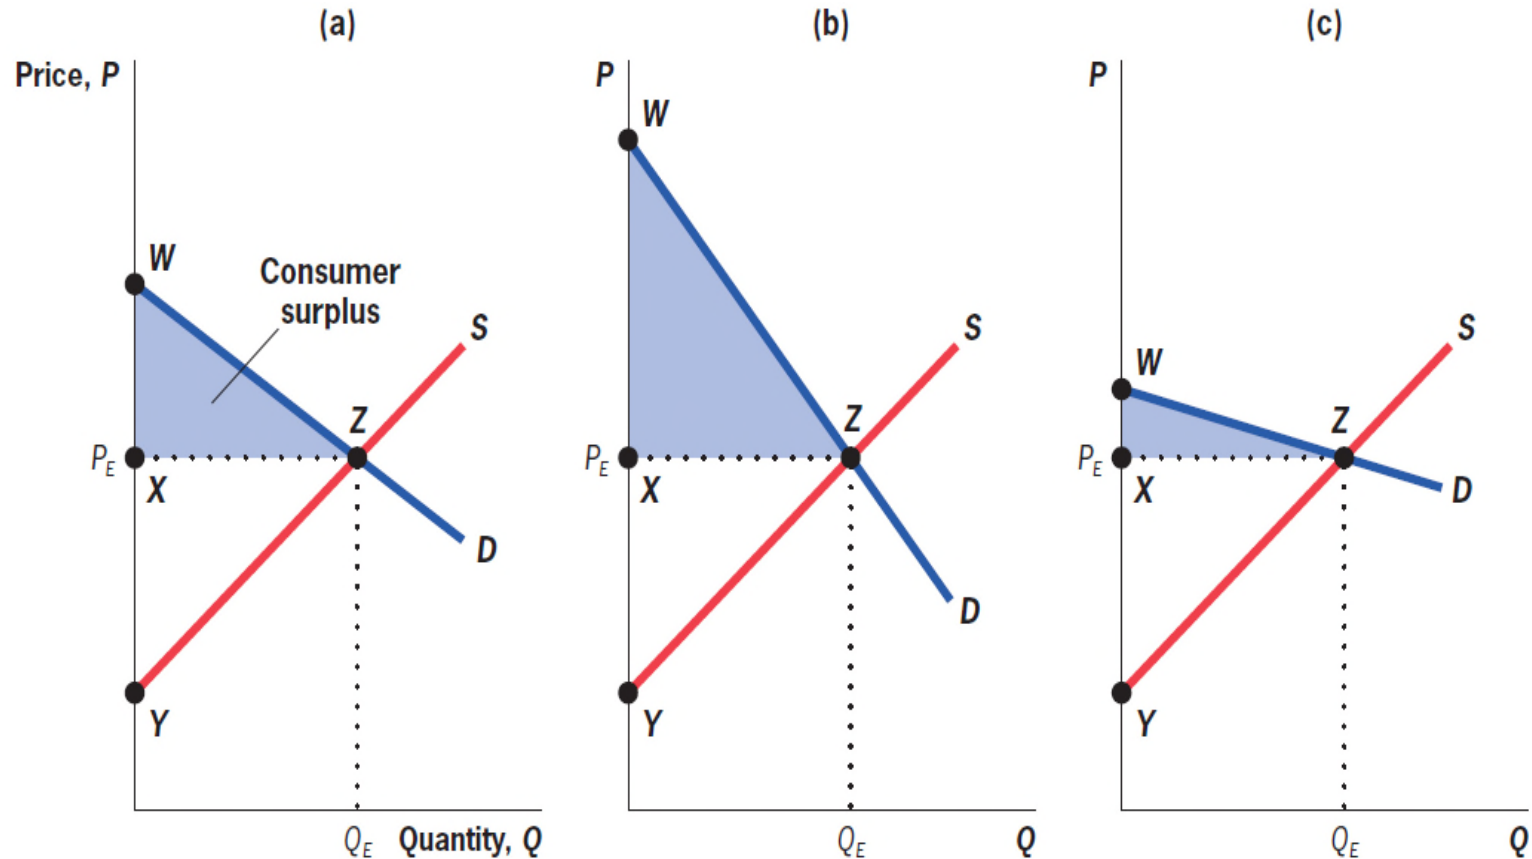 (a)
Price, P
W
Consumer
surplus
S
Z
P_E
X
D
Y
Q_E
Quantity, Q
(b)
P
W
S
Z
P_E
X
D
Y
Q_E
Q
(c)
P
S
W
Z
P_E
X
D
Y
Q_E
Q